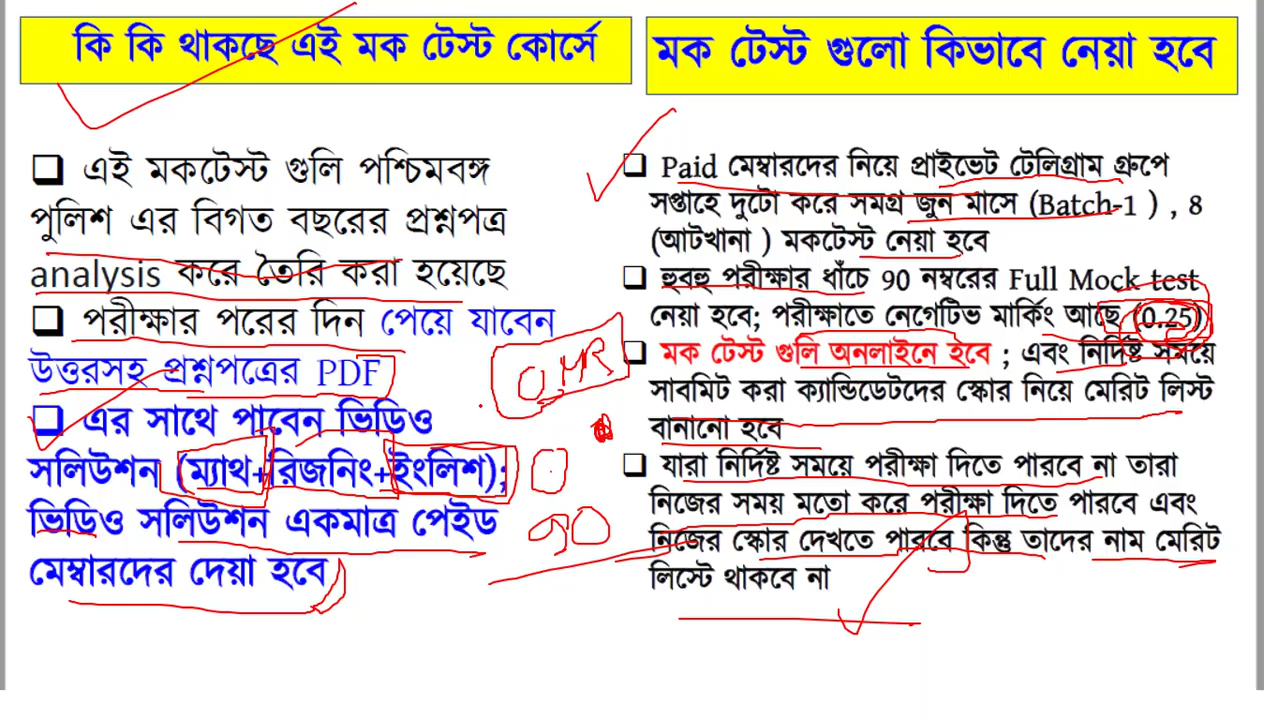 কি কি থাকছে এই মক টেস্ট কোর্সে
❑ এই মকটেস্ট গুলি পশ্চিমবঙ্গ
পুলিশ এর বিগত বছরের প্রশ্নপত্র
analysis করে তৈরি করা হয়েছে
❑ পরীক্ষার পরের দিন পেয়ে যাবেন
উত্তরসহ প্রশ্নপত্রের PDF
❑ এর সাথে পাবেন ভিডিও
সলিউশন (ম্যাথ+রিজনিং+ইংলিশ);
ভিডিও সলিউশন একমাত্র পেইড
মেম্বারদের দেয়া হবে
OMR
90
মক টেস্ট গুলো কিভাবে নেয়া হবে
❑ Paid মেম্বারদের নিয়ে প্রাইভেট টেলিগ্রাম গ্রুপে
সপ্তাহে দুটো করে সমগ্র জুন মাসে (Batch-1 ) , 8
(আটখানা ) মকটেস্ট নেয়া হবে
❑ হুবহু পরীক্ষার ধাঁচে 90 নম্বরের Full Mock test
নেয়া হবে; পরীক্ষাতে নেগেটিভ মার্কিং আছে (0.25)
❑ মক টেস্ট গুলি অনলাইনে হবে ; এবং নির্দিষ্ট সময়ে
সাবমিট করা ক্যান্ডিডেটদের স্কোর নিয়ে মেরিট লিস্ট
বানানো হবে
❑ যারা নির্দিষ্ট সময়ে পরীক্ষা দিতে পারবে না তারা
নিজের সময় মতো করে পরীক্ষা দিতে পারবে এবং
নিজের স্কোর দেখতে পারবে কিন্তু তাদের নাম মেরিট
লিস্টে থাকবে না